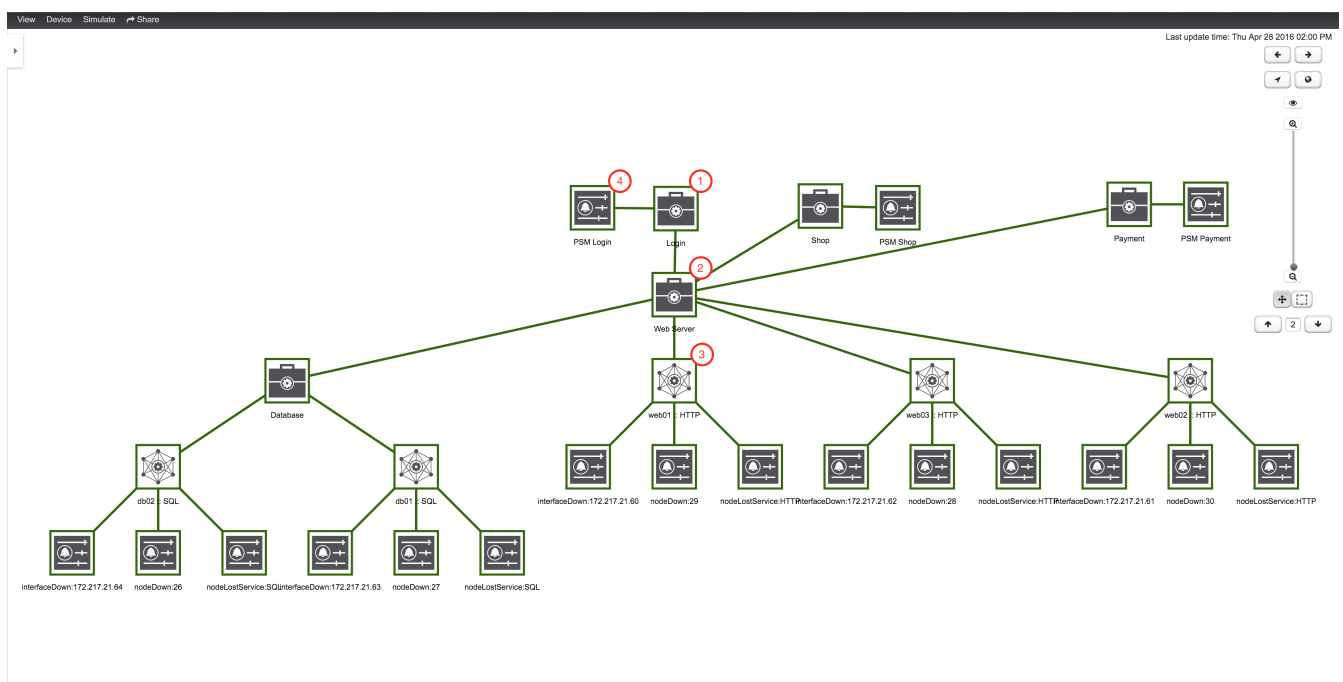 View Device Simulate Share
Last update time: Thu Apr 28 2016 02:00 PM
4
1
PSM Login
Login
Shop
PSM Shop
Payment
PSM Payment
2
Web Server
2
3
Database
web01 :: HTTP
web03 :: HTTP
web02 :: HTTP
db02 :: SQL
db01 :: SQL
interfaceDown:172.217.21.60
nodeDown:29
nodeLostService:HTTP
interfaceDown:172.217.21.62
nodeDown:28
nodeLostService:HTTP
interfaceDown:172.217.21.61
nodeDown:30
nodeLostService:HTTP
interfaceDown:172.217.21.64
nodeDown:26
nodeLostService:SQL
interfaceDown:172.217.21.63
nodeDown:27
nodeLostService:SQL